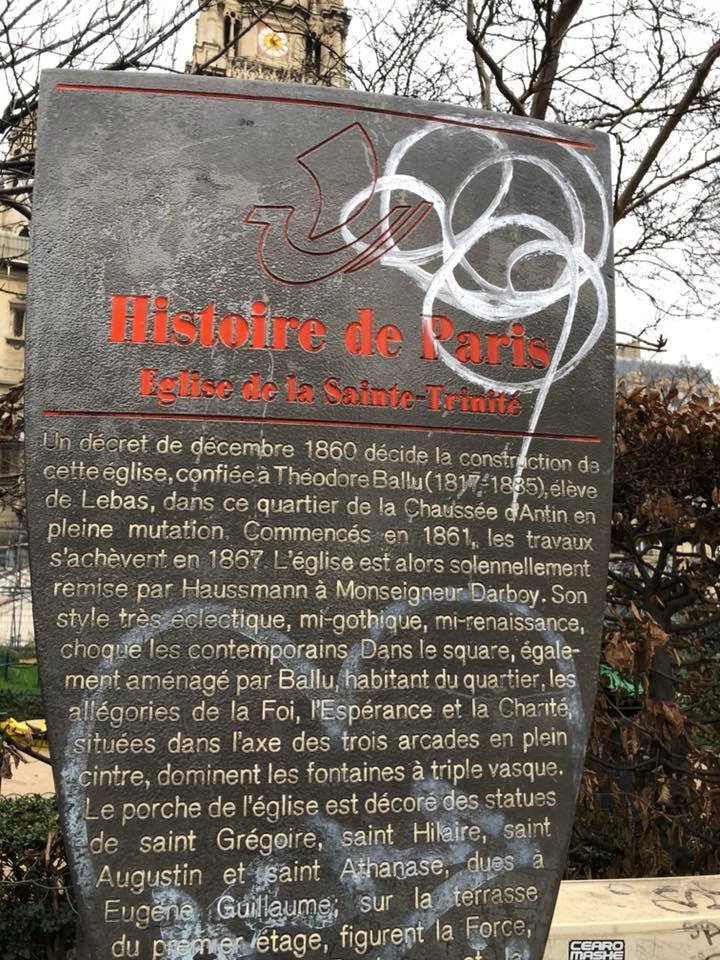 Histoire de Paris
Eglise de la Sainte-Trinité
Un décret de décembre 1860 décide la construction de
cette église, confiée à Théodore Ballu (1817-1885), élève
de Lebas, dans ce quartier de la Chaussée d'Antin en
pleine mutation. Commencés en 1861, les travaux
s'achèvent en 1867. L'église est alors solennellement
remise par Haussmann à Monseigneur Darboy. Son
style très éclectique, mi-gothique, mi-renaissance,
choque les contemporains. Dans le square, égale-
ment aménagé par Ballu, habitant du quartier, les
allégories de la Foi, l'Espérance et la Charité,
situées dans l'axe des trois arcades en plein
cintre, dominent les fontaines à triple vasque.
Le porche de l'église est décoré des statues
de saint Grégoire, saint Hilaire, saint
Augustin et saint Athanase, dues à
Eugène Guillaume; sur la terrasse
du premier étage, figurent la Force,
et la
CEARO
MASHE